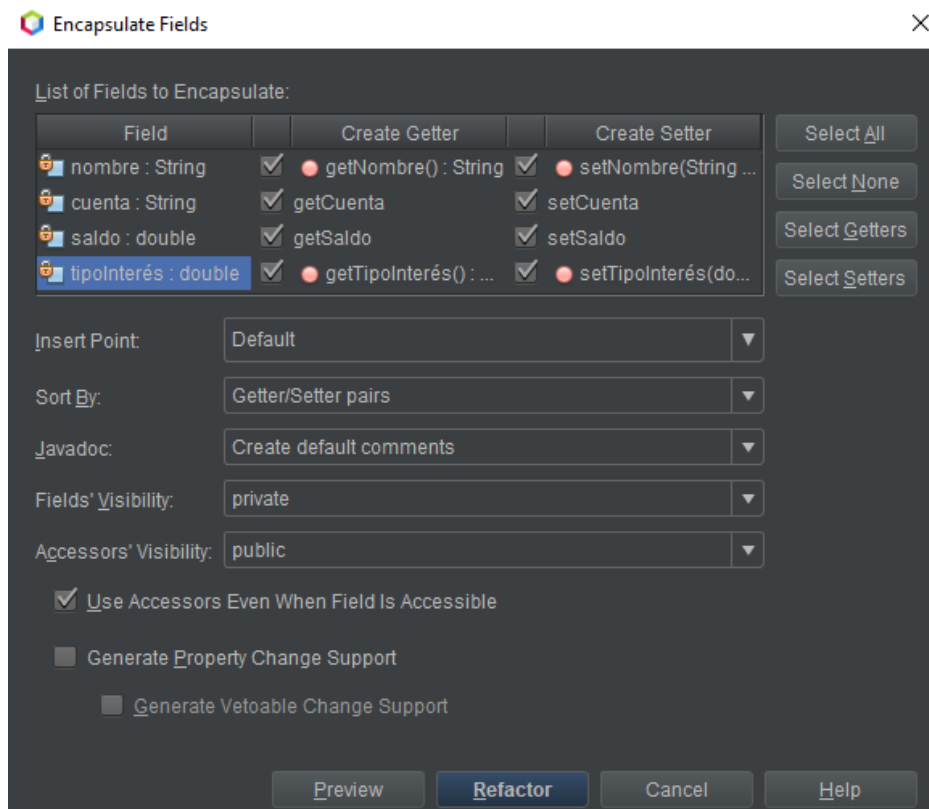 Encapsulate Fields
List of Fields to Encapsulate:
Field Create Getter Create Setter
nombre : String getNombre() : String setNombre(String ...
cuenta : String getCuenta setCuenta
saldo : double getSaldo setSaldo
tipoInterés : double getTipoInterés() : ... setTipoInterés(do...
Select All
Select None
Select Getters
Select Setters
Insert Point: Default
Sort By: Getter/Setter pairs
Javadoc: Create default comments
Fields' Visibility: private
Accessors' Visibility: public
Use Accessors Even When Field Is Accessible
Generate Property Change Support
Generate Vetoable Change Support
Preview Refactor Cancel Help